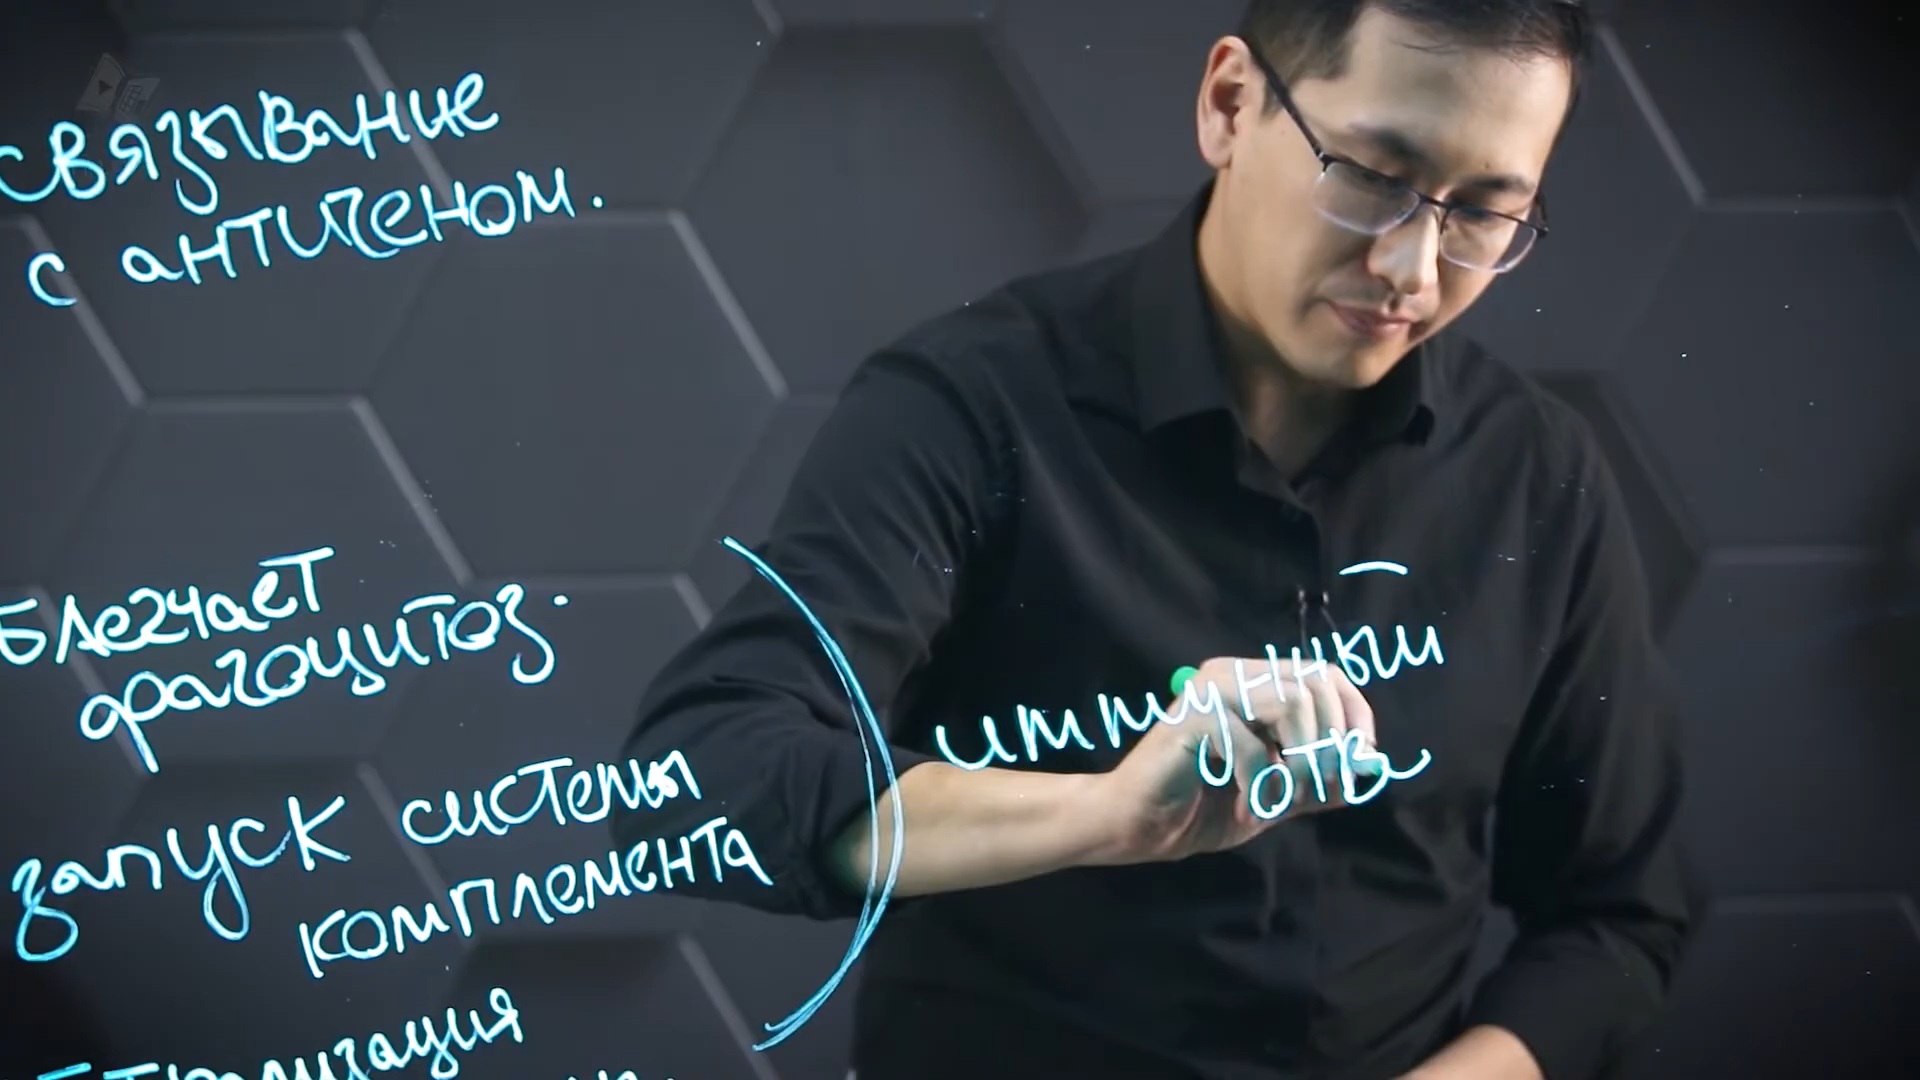 связывание
с антигеном.
блегчает
фагоцитоз.
запуск системы
комплемента
иммунный
отв